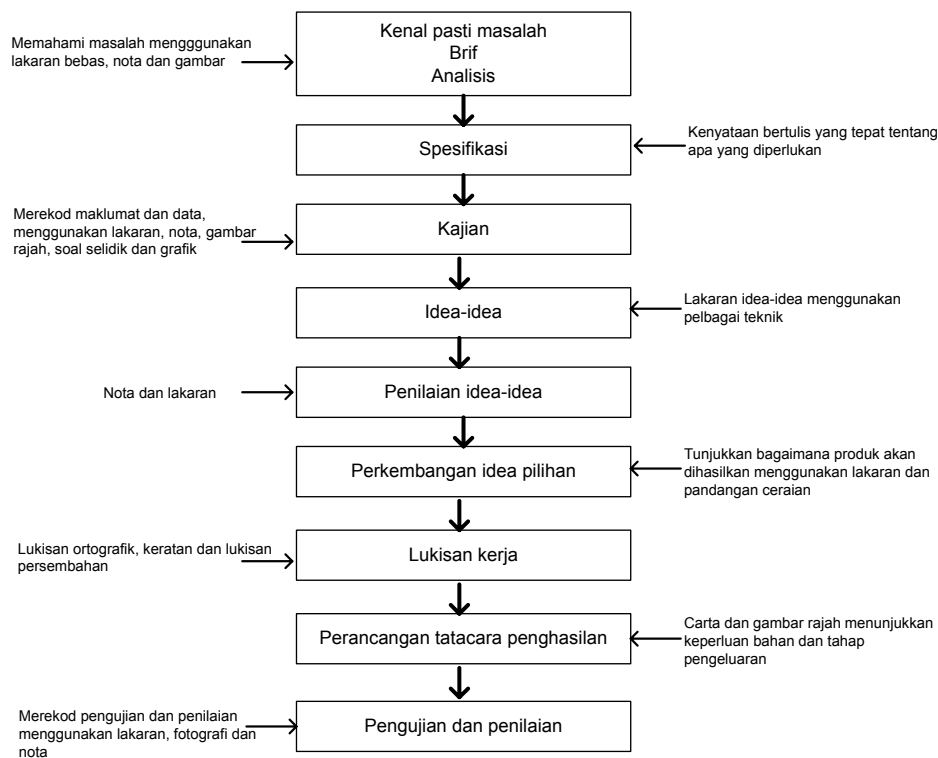 Kenal pasti masalah
Brif
Analisis
Memahami masalah mengggunakan
lakaran bebas, nota dan gambar
Spesifikasi
Kenyataan bertulis yang tepat tentang
apa yang diperlukan
Merekod maklumat dan data,
menggunakan lakaran, nota, gambar
rajah, soal selidik dan grafik
Kajian
Idea-idea
Lakaran idea-idea menggunakan
pelbagai teknik
Nota dan lakaran
Penilaian idea-idea
Perkembangan idea pilihan
Tunjukkan bagaimana produk akan
dihasilkan menggunakan lakaran dan
pandangan ceraian
Lukisan ortografik, keratan dan lukisan
persembahan
Lukisan kerja
Perancangan tatacara penghasilan
Carta dan gambar rajah menunjukkan
keperluan bahan dan tahap
pengeluaran
Merekod pengujian dan penilaian
menggunakan lakaran, fotografi dan
nota
Pengujian dan penilaian